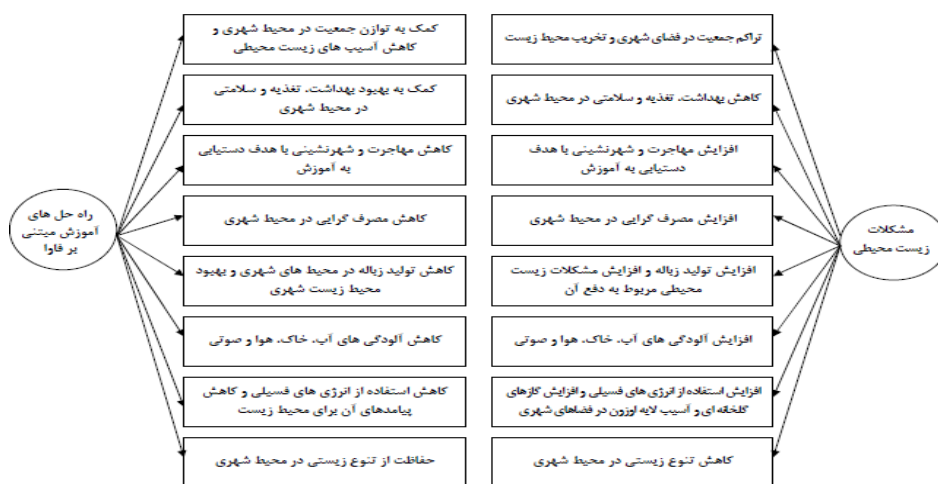 مشکلات
زیست محیطی
تراکم جمعیت در فضای شهری و تخریب محیط زیست
کاهش بهداشت، تغذیه و سلامتی در محیط شهری
افزایش مهاجرت و شهرنشینی با هدف
دستیابی به آموزش
افزایش مصرف گرایی در محیط شهری
افزایش تولید زباله و افزایش مشکلات زیست
محیطی مربوط به دفع آن
افزایش آلودگی های آب، خاک، هوا و صوتی
افزایش استفاده از انرژی های فسیلی و افزایش گازهای
گلخانه ای و آسیب لایه اوزون در فضاهای شهری
کاهش تنوع زیستی در محیط شهری
کمک به توازن جمعیت در محیط شهری و
کاهش آسیب های زیست محیطی
کمک به بهبود بهداشت، تغذیه و سلامتی
در محیط شهری
کاهش مهاجرت و شهرنشینی با هدف دستیابی
به آموزش
کاهش مصرف گرایی در محیط شهری
کاهش تولید زباله در محیط های شهری و بهبود
محیط زیست شهری
کاهش آلودگی های آب، خاک، هوا و صوتی
کاهش استفاده از انرژی های فسیلی و کاهش
پیامدهای آن برای محیط زیست
حفاظت از تنوع زیستی در محیط شهری
راه حل های
آموزش مبتنی
بر فاوا